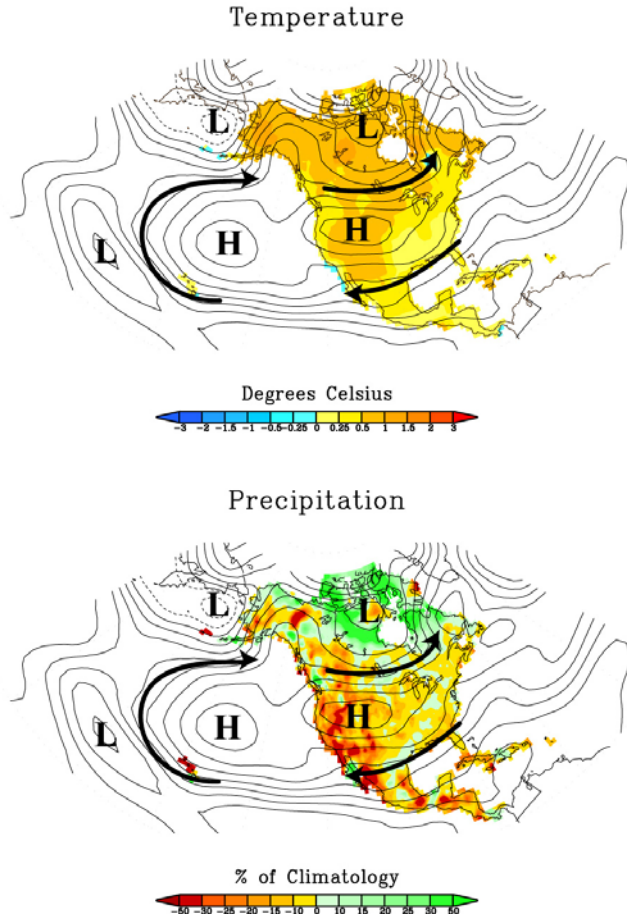 Temperature
L
L
H
H
L
Degrees Celsius
-3 -2 -1.5 -1 -0.5 -0.25 0 0.25 0.5 1 1.5 2 3
Precipitation
L
L
H
H
L
% of Climatology
-50 -30 -25 -20 -15 -10 0 10 15 20 25 30 50